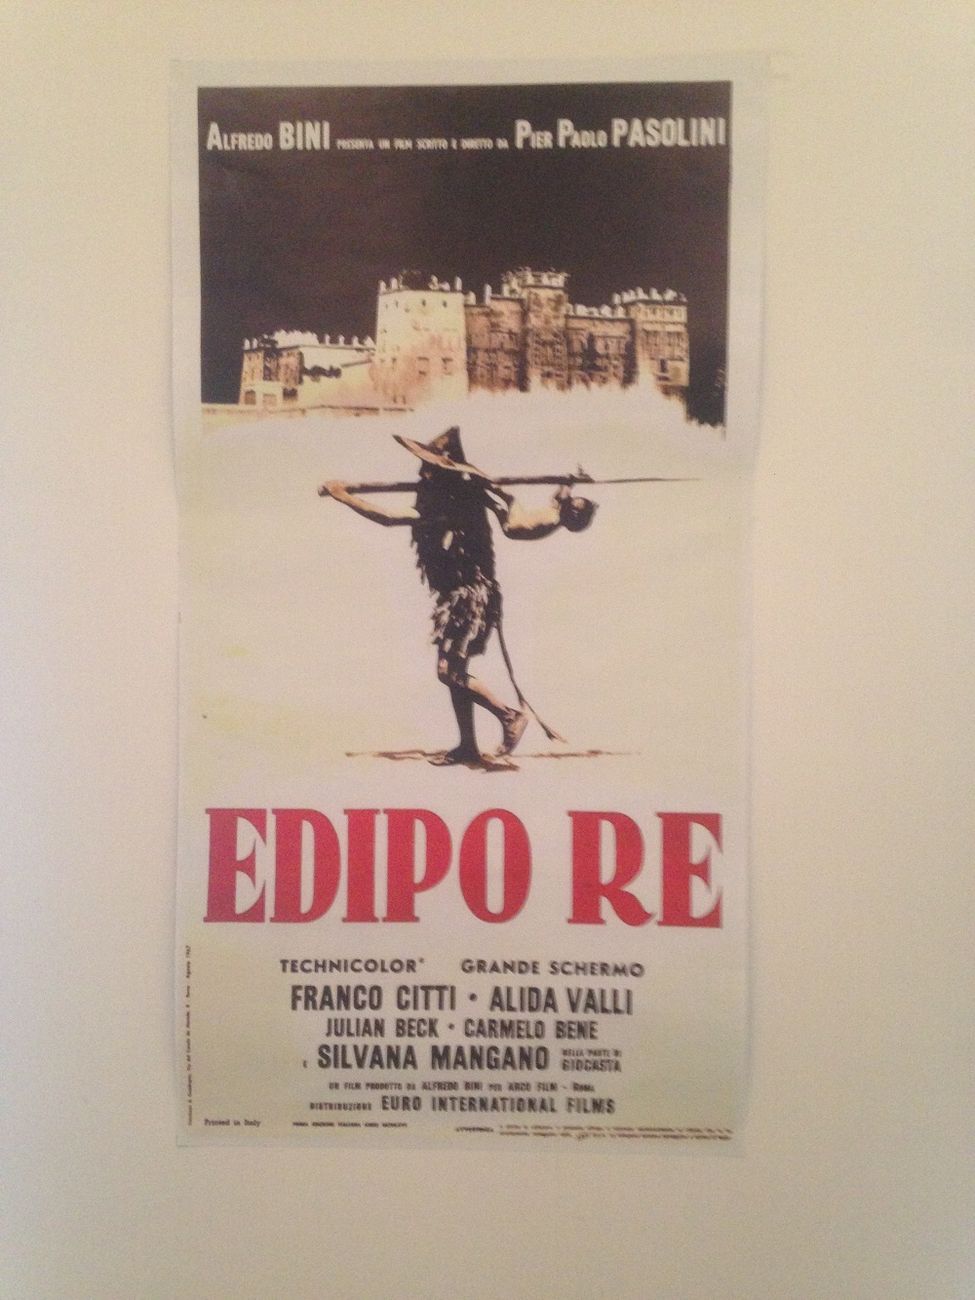 ALFREDO BINI PRESENTA UN FILM SCRITTO E DIRETTO DA PIER PAOLO PASOLINI
EDIPO RE
TECHNICOLOR® GRANDE SCHERMO
FRANCO CITTI • ALIDA VALLI
JULIAN BECK • CARMELO BENE
E SILVANA MANGANO NELLA PARTE DI GIOCASTA
UN FILM PRODOTTO DA ALFREDO BINI PER ARCO FILM - ROMA
DISTRIBUZIONE EURO INTERNATIONAL FILMS
Printed in Italy